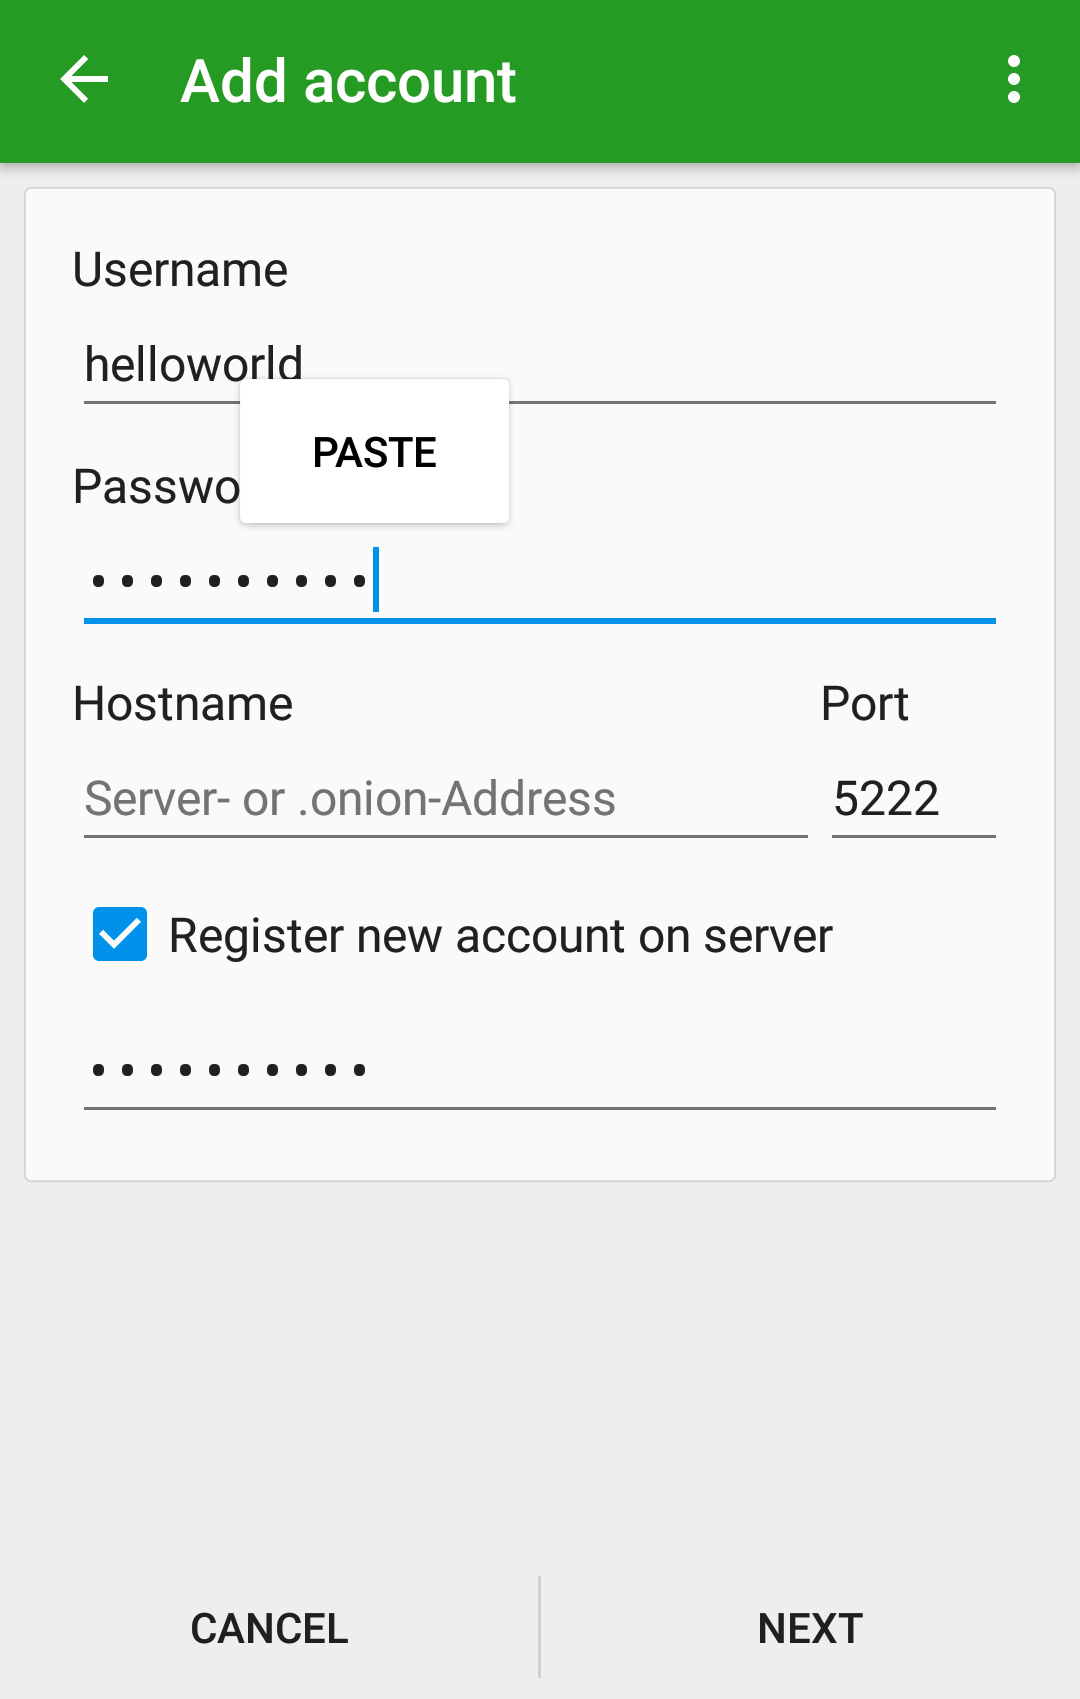 Add account
Username
helloworld
PASTE
Passwo
••••••••••
Hostname Port
Server- or .onion-Address 5222
Register new account on server
••••••••••
CANCEL NEXT